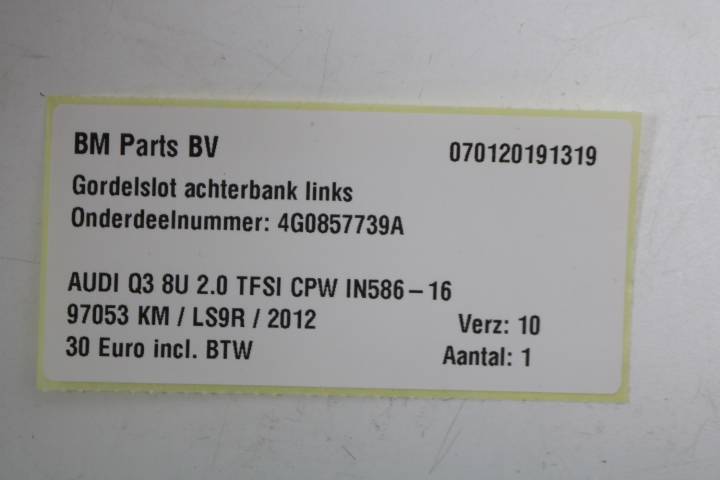 BM Parts BV 070120191319
Gordelslot achterbank links
Onderdeelnummer: 4G0857739A
AUDI Q3 8U 2.0 TFSI CPW IN586-16
97053 KM / LS9R / 2012 Verz: 10
30 Euro incl. BTW Aantal: 1